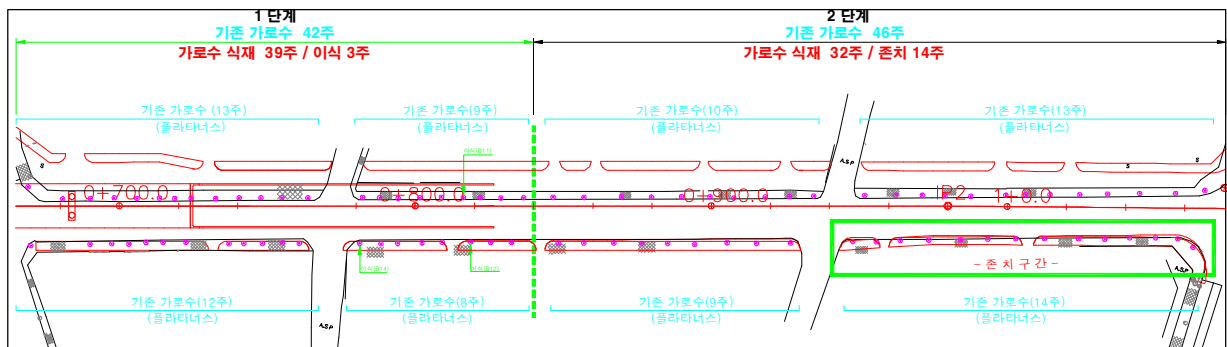 1 단계
기존 가로수 42주
가로수 식재 39주 / 이식 3주
2 단계
기존 가로수 46주
가로수 식재 32주 / 존치 14주
기존 가로수 (13주)
(플라타너스)
기존 가로수(9주)
(플라타너스)
기존 가로수(10주)
(플라타너스)
기존 가로수(13주)
(플라타너스)
S
A.S.P
S
S
0+700.0
0+800.0
0+900.0
IP2
1+0.0
- 존 치 구 간 -
A.S.P
기존 가로수(12주)
(플라타너스)
A.S.P
기존 가로수(8주)
(플라타너스)
기존 가로수(9주)
(플라타너스)
기존 가로수(14주)
(플라타너스)